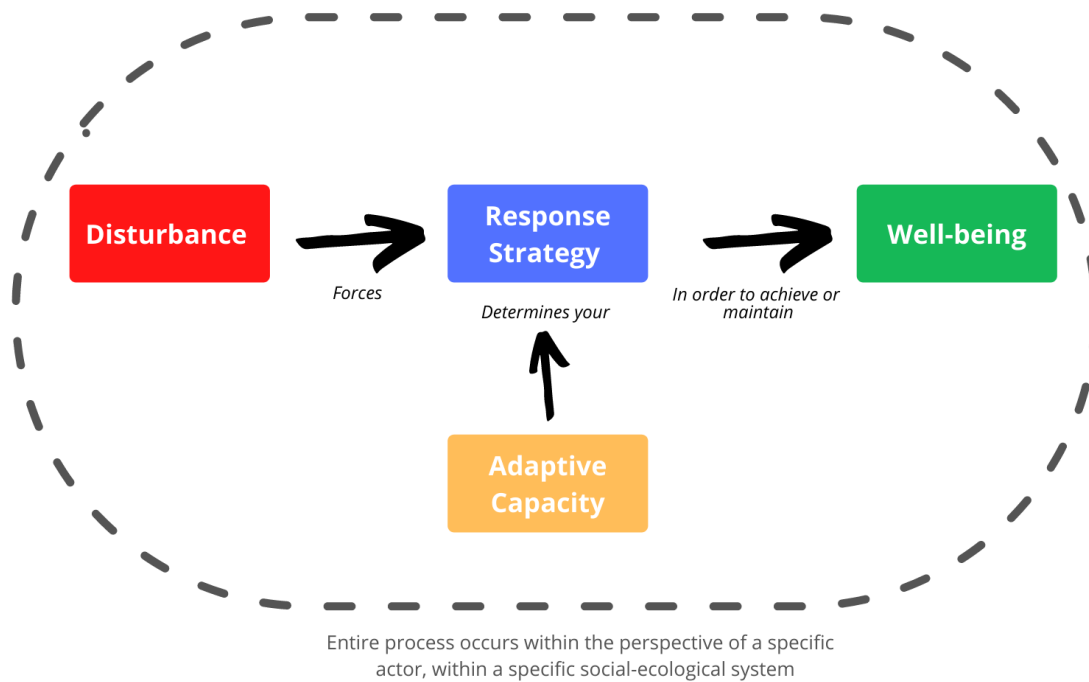 Disturbance
Response
Strategy
Well-being
Forces
Determines your
In order to achieve or
maintain
Adaptive
Capacity
Entire process occurs within the perspective of a specific
actor, within a specific social-ecological system